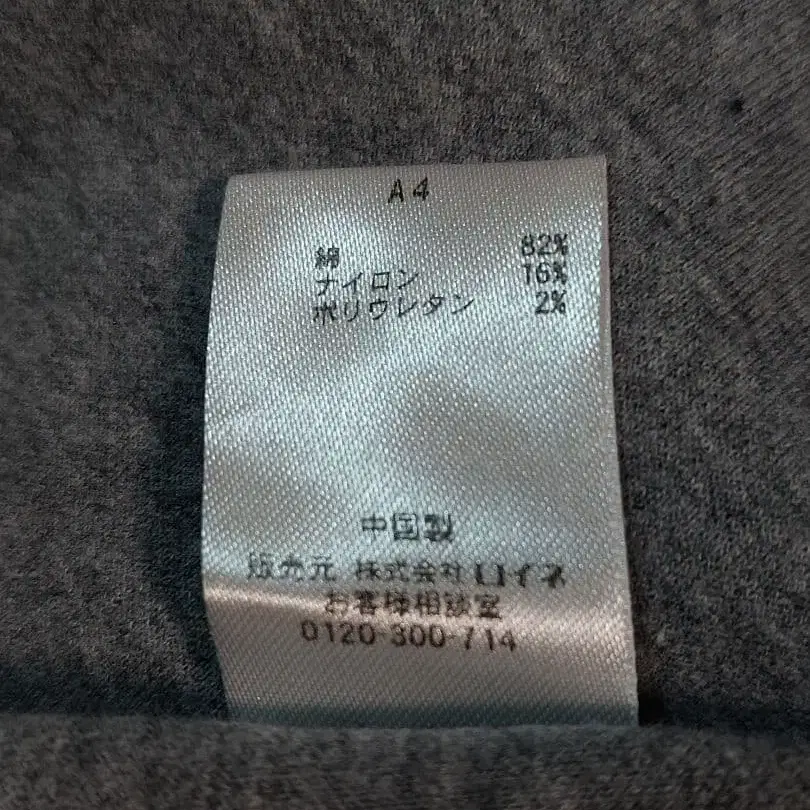 A4
綿 82%
ナイロン 16%
ポリウレタン 2%
中国製
販売元 株式会社ロイネ
お客様相談室
0120-300-714